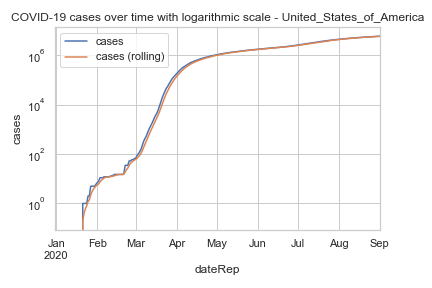 COVID-19 cases over time with logarithmic scale - United_States_of_America
cases
cases (rolling)
10^6
10^4
10^2
10^0
cases
Jan Feb Mar Apr May Jun Jul Aug Sep
2020
dateRep